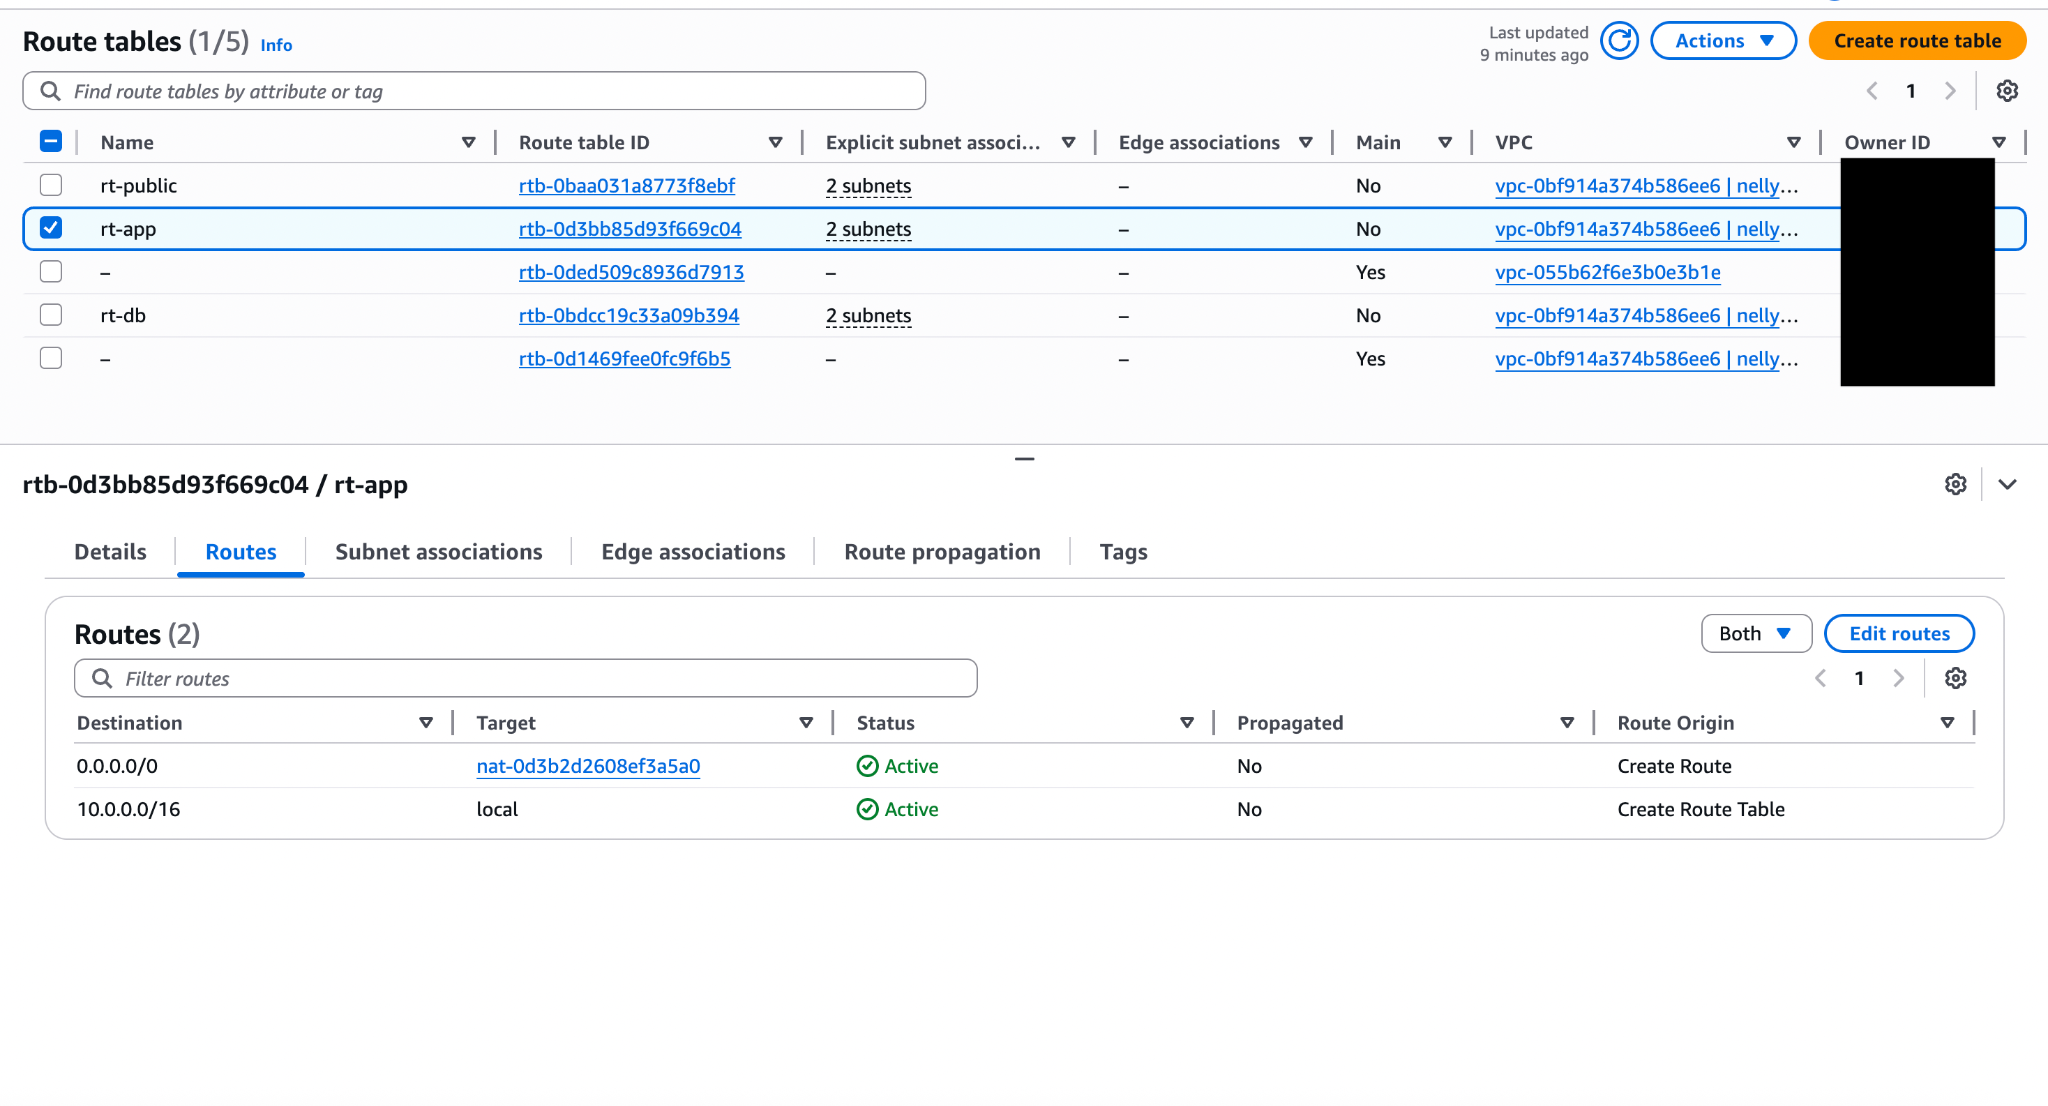 Route tables (1/5) Info
Last updated
9 minutes ago
Actions
Create route table
Find route tables by attribute or tag
1
Name Route table ID Explicit subnet associ... Edge associations Main VPC Owner ID
rt-public rtb-0baa031a8773f8ebf 2 subnets – No vpc-0bf914a374b586ee6 | nelly...
rt-app rtb-0d3bb85d93f669c04 2 subnets – No vpc-0bf914a374b586ee6 | nelly...
– rtb-0ded509c8936d7913 – – Yes vpc-055b62f6e3b0e3b1e
rt-db rtb-0bdcc19c33a09b394 2 subnets – No vpc-0bf914a374b586ee6 | nelly...
– rtb-0d1469fee0fc9f6b5 – – Yes vpc-0bf914a374b586ee6 | nelly...
rtb-0d3bb85d93f669c04 / rt-app
Details Routes Subnet associations Edge associations Route propagation Tags
Routes (2)
Both
Edit routes
Filter routes
1
Destination Target Status Propagated Route Origin
0.0.0.0/0 nat-0d3b2d2608ef3a5a0 Active No Create Route
10.0.0.0/16 local Active No Create Route Table